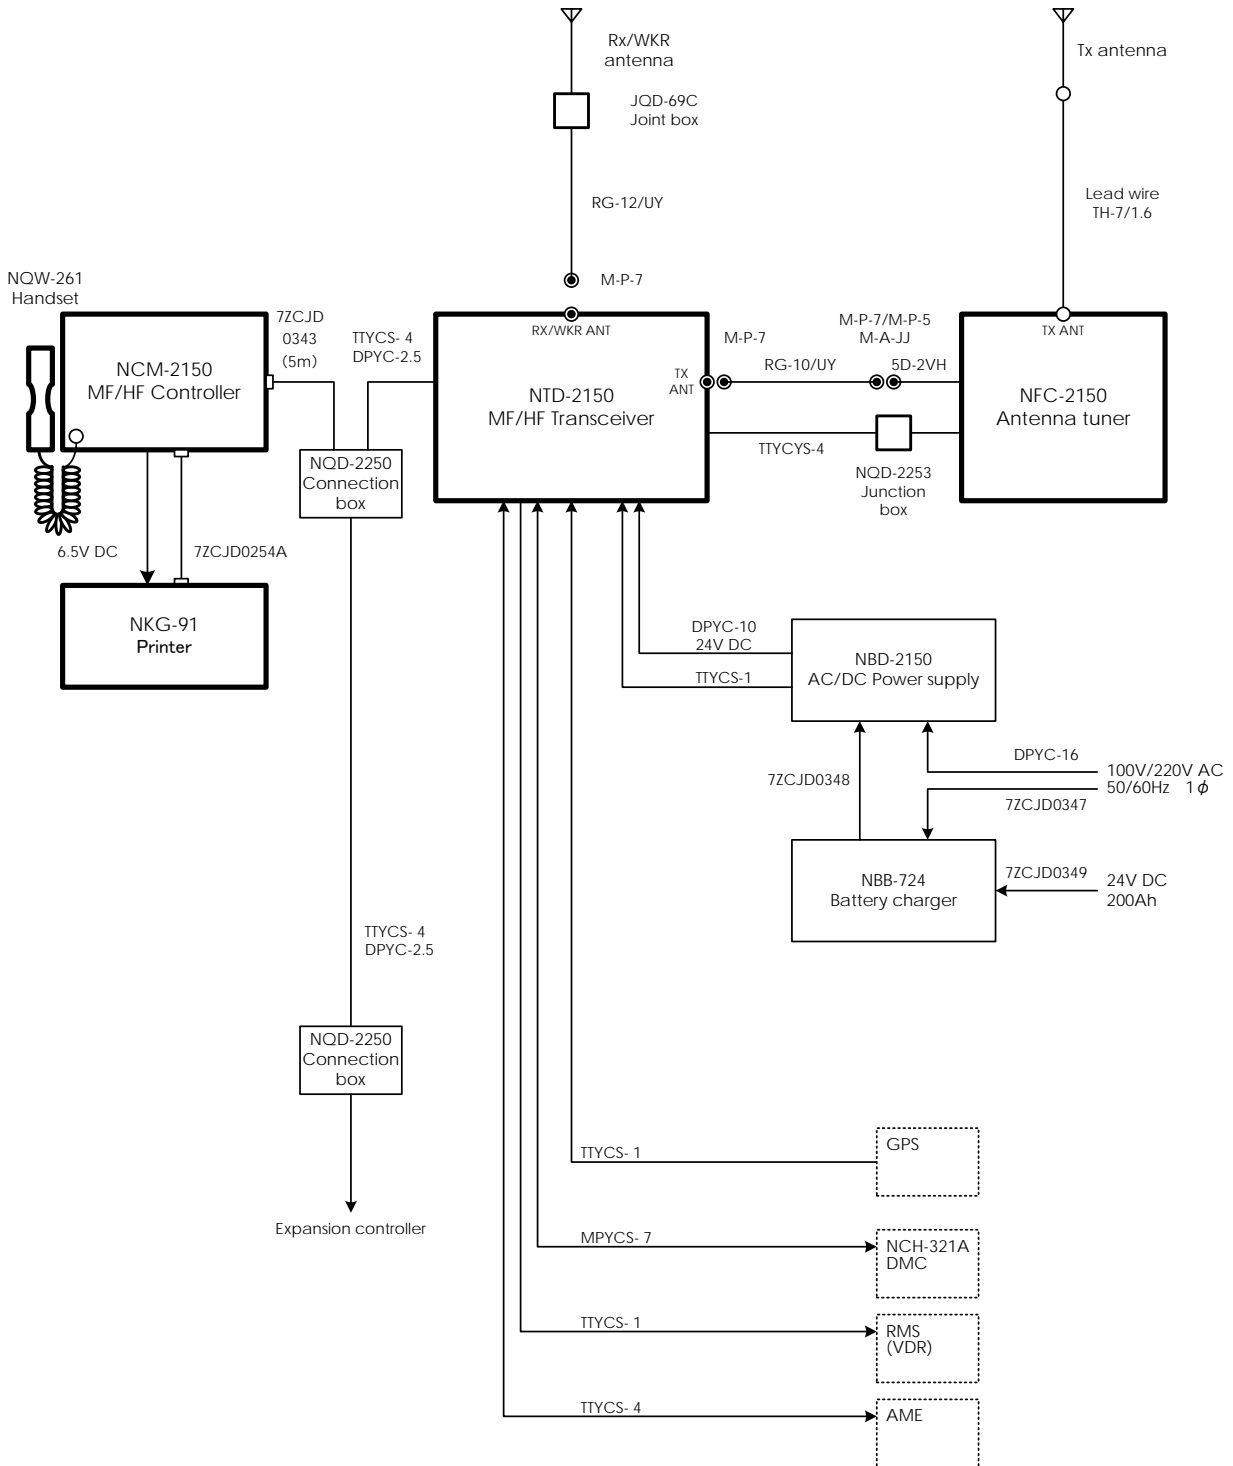 Rx/WKR
antenna
Tx antenna
JQD-69C
Joint box
RG-12/UY
Lead wire
TH-7/1.6
M-P-7
NQW-261
Handset
7ZCJD
0343
(5m)
TTYCS- 4
DPYC-2.5
NCM-2150
MF/HF Controller
RX/WKR ANT
NTD-2150
MF/HF Transceiver
TX
ANT
M-P-7
RG-10/UY
M-P-7/M-P-5
M-A-JJ
5D-2VH
TX ANT
NFC-2150
Antenna tuner
TTYCYS-4
NQD-2253
Junction
box
NQD-2250
Connection
box
6.5V DC
7ZCJD0254A
NKG-91
Printer
DPYC-10
24V DC
TTYCS-1
NBD-2150
AC/DC Power supply
DPYC-16
7ZCJD0348
100V/220V AC
50/60Hz 1ϕ
7ZCJD0347
NBB-724
Battery charger
7ZCJD0349
24V DC
200Ah
TTYCS- 4
DPYC-2.5
NQD-2250
Connection
box
Expansion controller
TTYCS- 1
GPS
MPYCS- 7
NCH-321A
DMC
TTYCS- 1
RMS
(VDR)
TTYCS- 4
AME